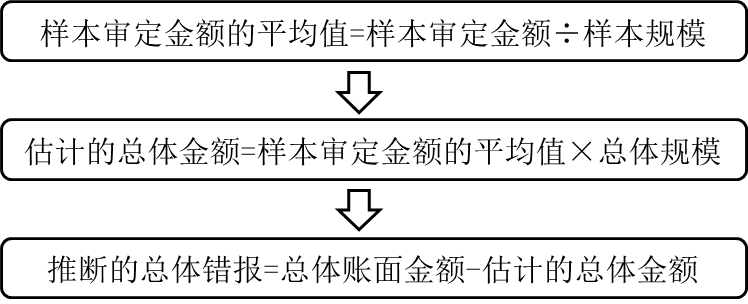 样本审定金额的平均值=样本审定金额÷样本规模
估计的总体金额=样本审定金额的平均值×总体规模
推断的总体错报=总体账面金额-估计的总体金额